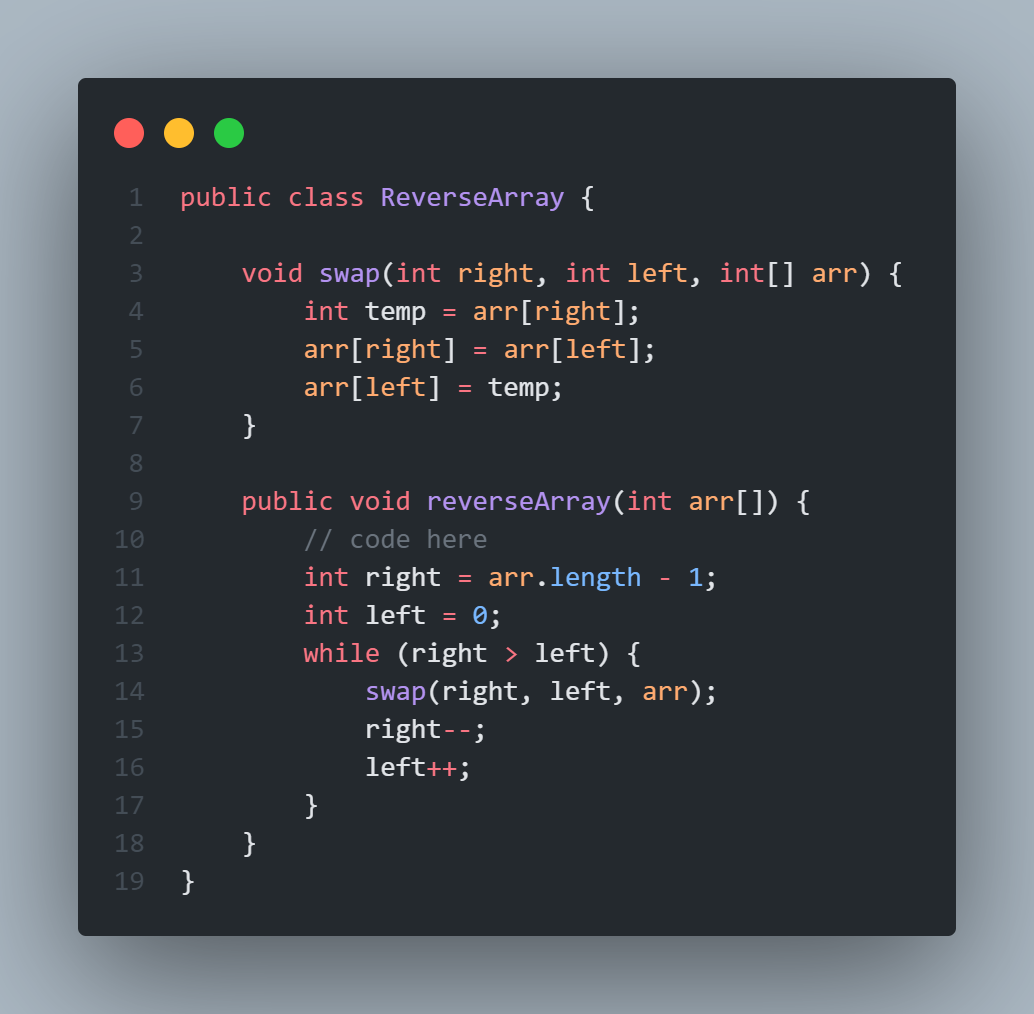 1 public class ReverseArray {
2
3     void swap(int right, int left, int[] arr) {
4         int temp = arr[right];
5         arr[right] = arr[left];
6         arr[left] = temp;
7     }
8
9     public void reverseArray(int arr[]) {
10         // code here
11         int right = arr.length - 1;
12         int left = 0;
13         while (right > left) {
14             swap(right, left, arr);
15             right--;
16             left++;
17         }
18     }
19 }